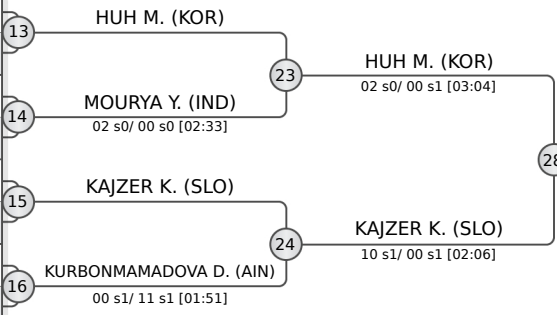 13
HUH M. (KOR)
23
HUH M. (KOR)
02 s0/ 00 s1 [03:04]
14
MOURYA Y. (IND)
02 s0/ 00 s0 [02:33]
28
15
KAJZER K. (SLO)
24
KAJZER K. (SLO)
10 s1/ 00 s1 [02:06]
16
KURBONMAMADOVA D. (AIN)
00 s1/ 11 s1 [01:51]